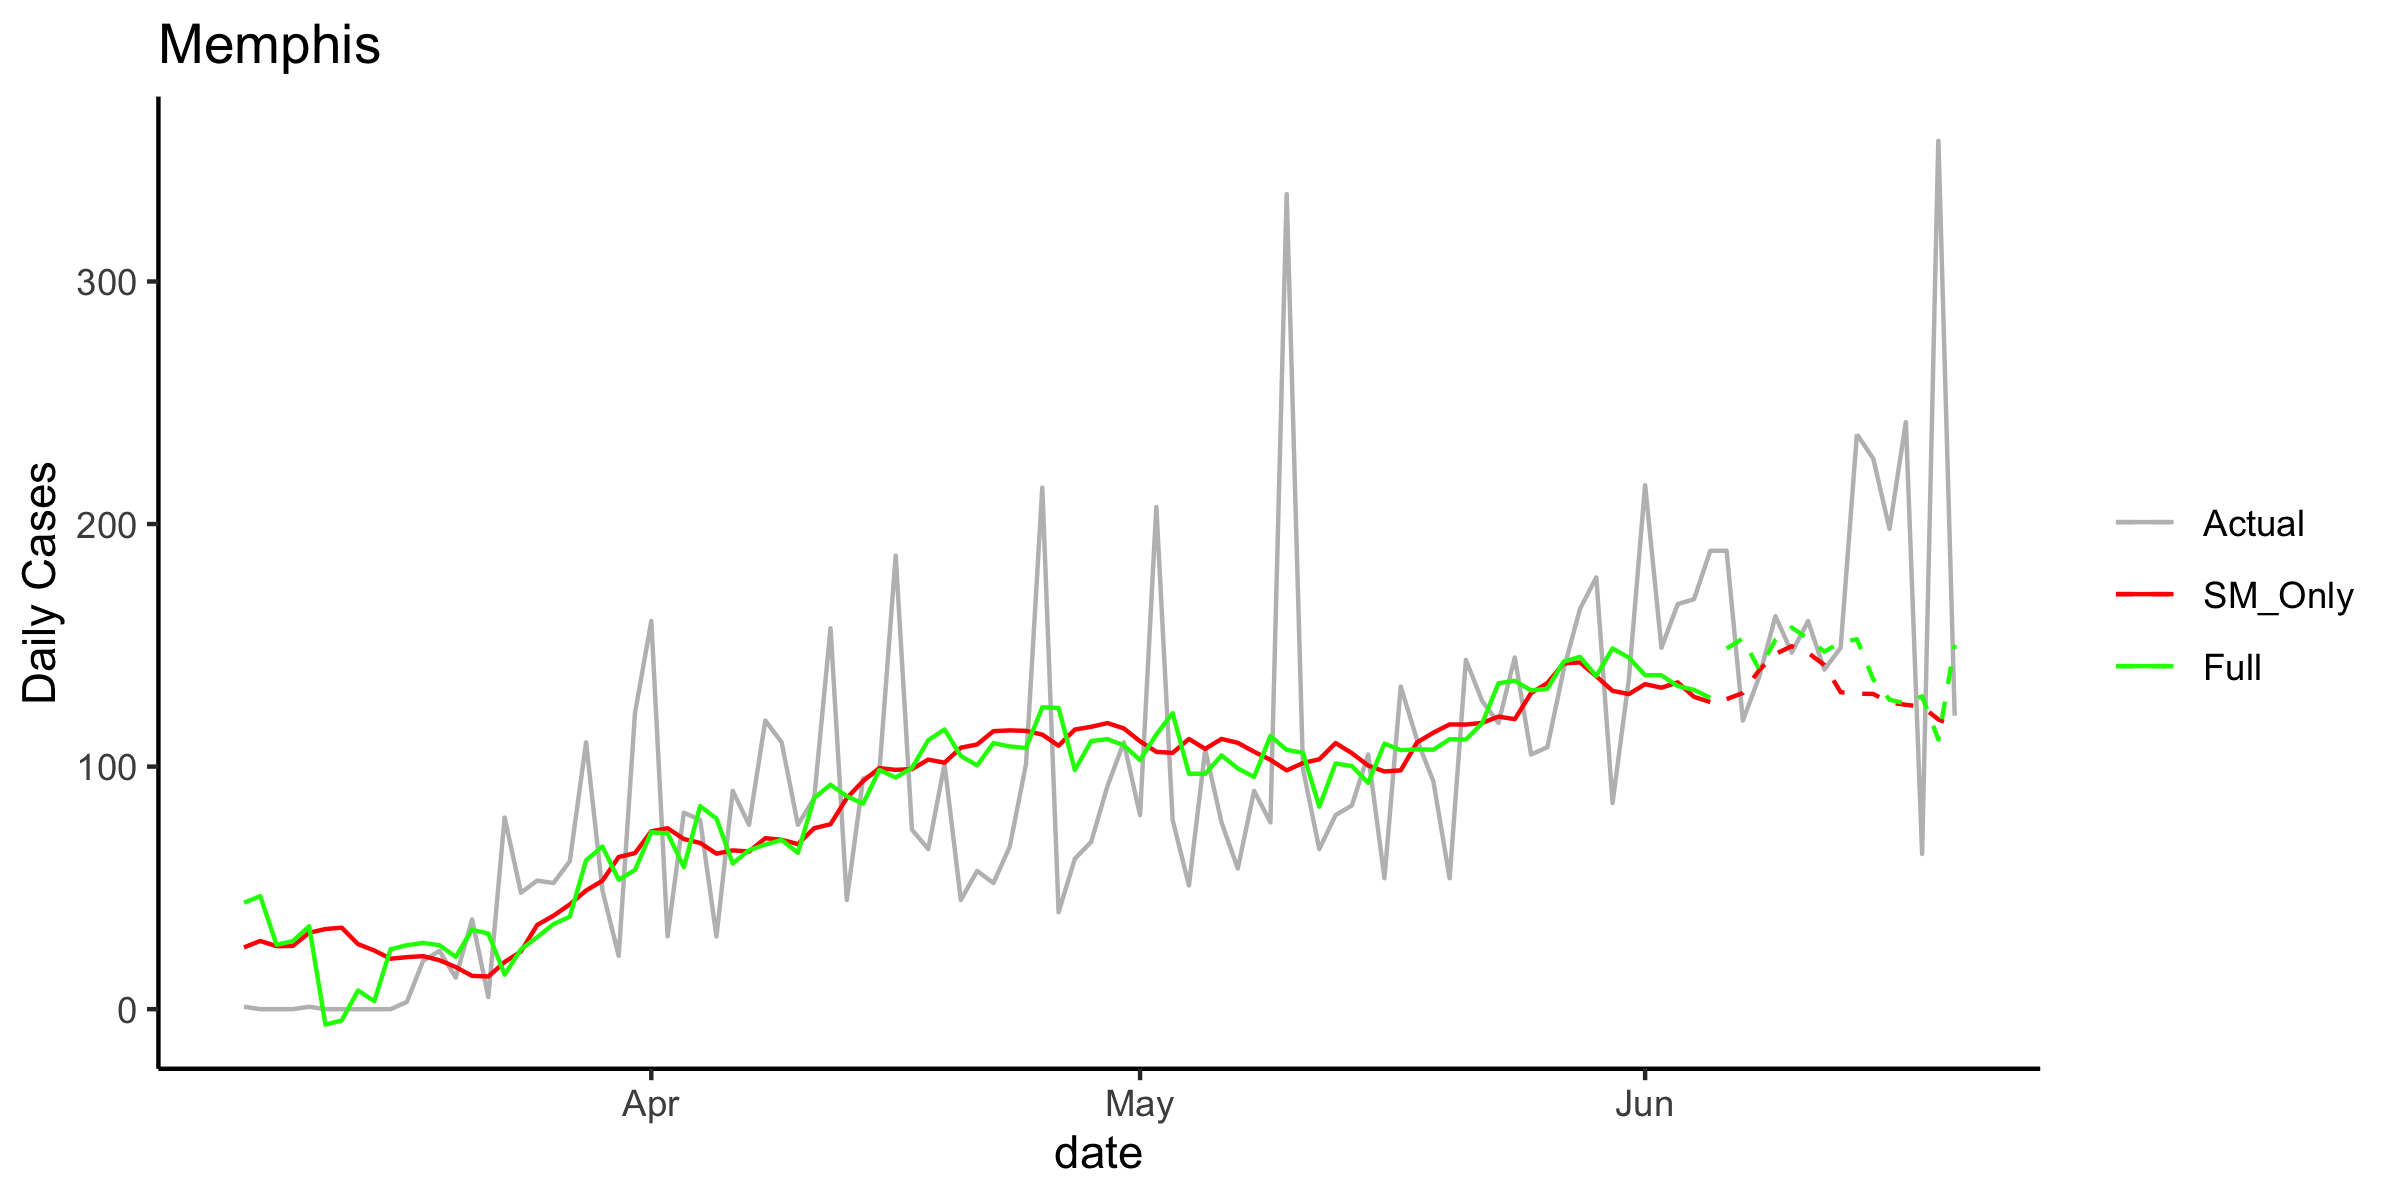 Memphis
Daily Cases
300
200
100
0
Apr
May
Jun
date
Actual
SM_Only
Full